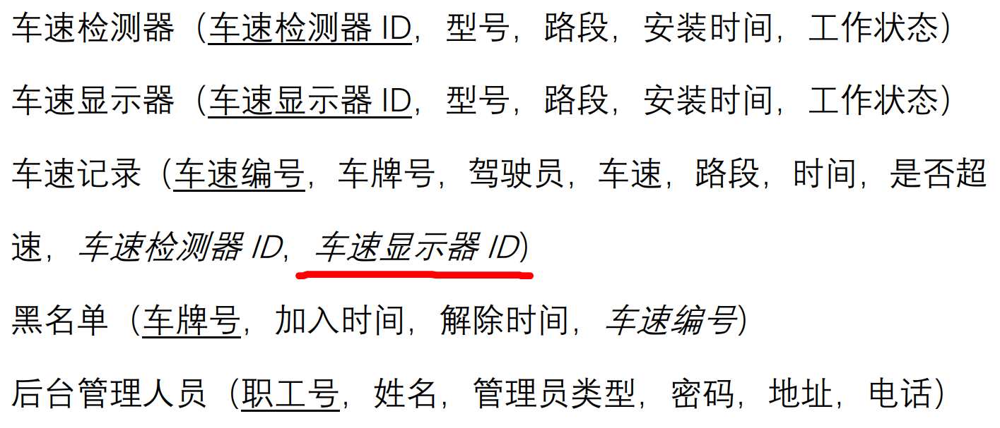 车速检测器（车速检测器 ID，型号，路段，安装时间，工作状态）
车速显示器（车速显示器 ID，型号，路段，安装时间，工作状态）
车速记录（车速编号，车牌号，驾驶员，车速，路段，时间，是否超
速，车速检测器 ID，车速显示器 ID)
黑名单（车牌号，加入时间，解除时间，车速编号）
后台管理人员（职工号，姓名，管理员类型，密码，地址，电话）